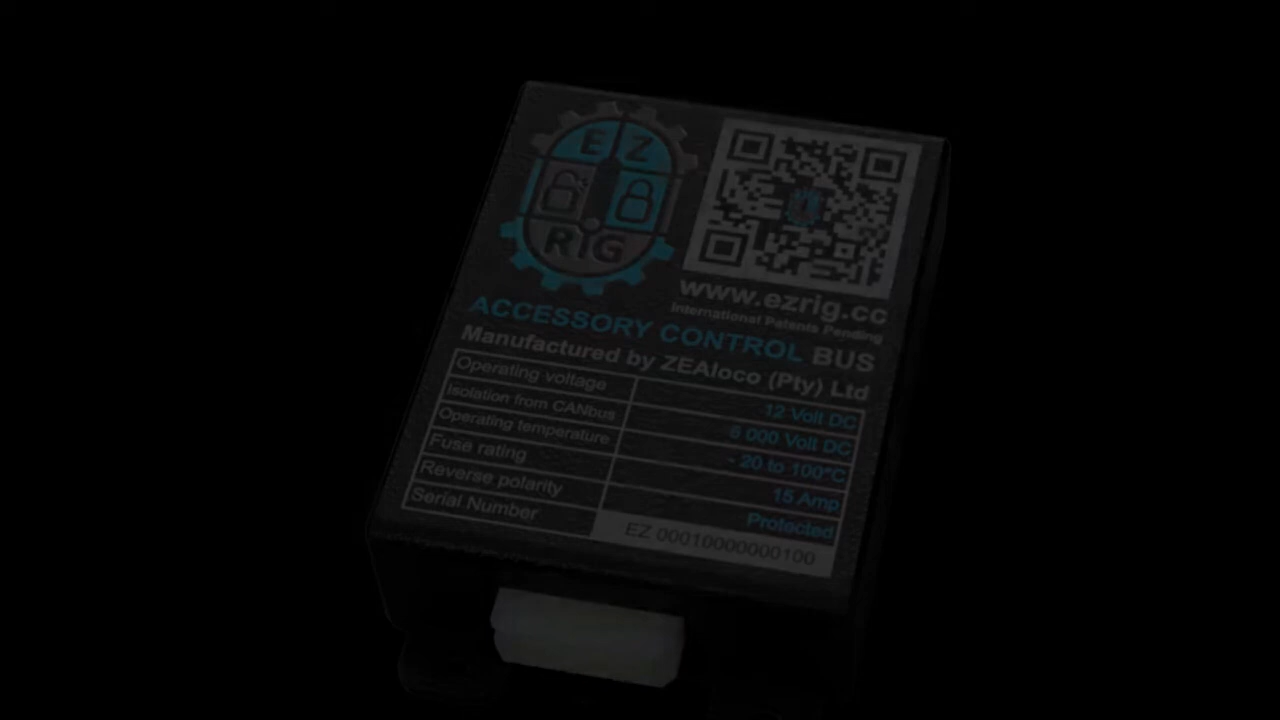 EZ
RIG
www.ezrig.cc
International Patents Pending
ACCESSORY CONTROL BUS
Manufactured by ZEAloco (Pty) Ltd
Operating voltage 12 Volt DC
Isolation from CANbus 5 000 Volt DC
Operating temperature - 20 to 100°C
Fuse rating 15 Amp
Reverse polarity Protected
Serial Number EZ 00010000000100